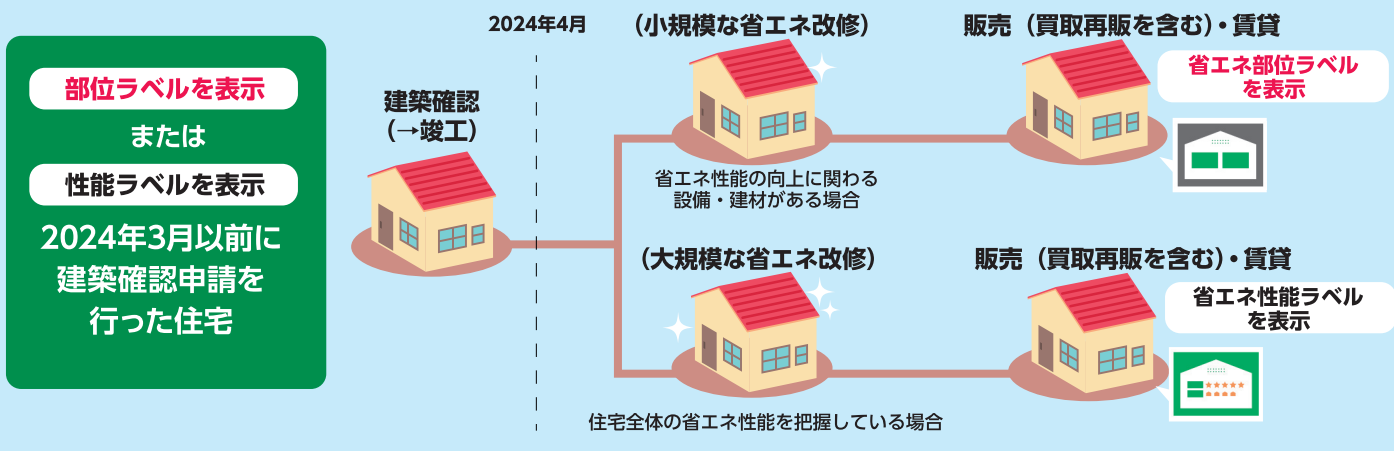 部位ラベルを表示
または
性能ラベルを表示
2024年3月以前に
建築確認申請を
行った住宅
建築確認
（→竣工）
2024年4月
（小規模な省エネ改修）
省エネ性能の向上に関わる
設備・建材がある場合
販売（買取再販を含む）・賃貸
省エネ部位ラベル
を表示
（大規模な省エネ改修）
住宅全体の省エネ性能を把握している場合
販売（買取再販を含む）・賃貸
省エネ性能ラベル
を表示